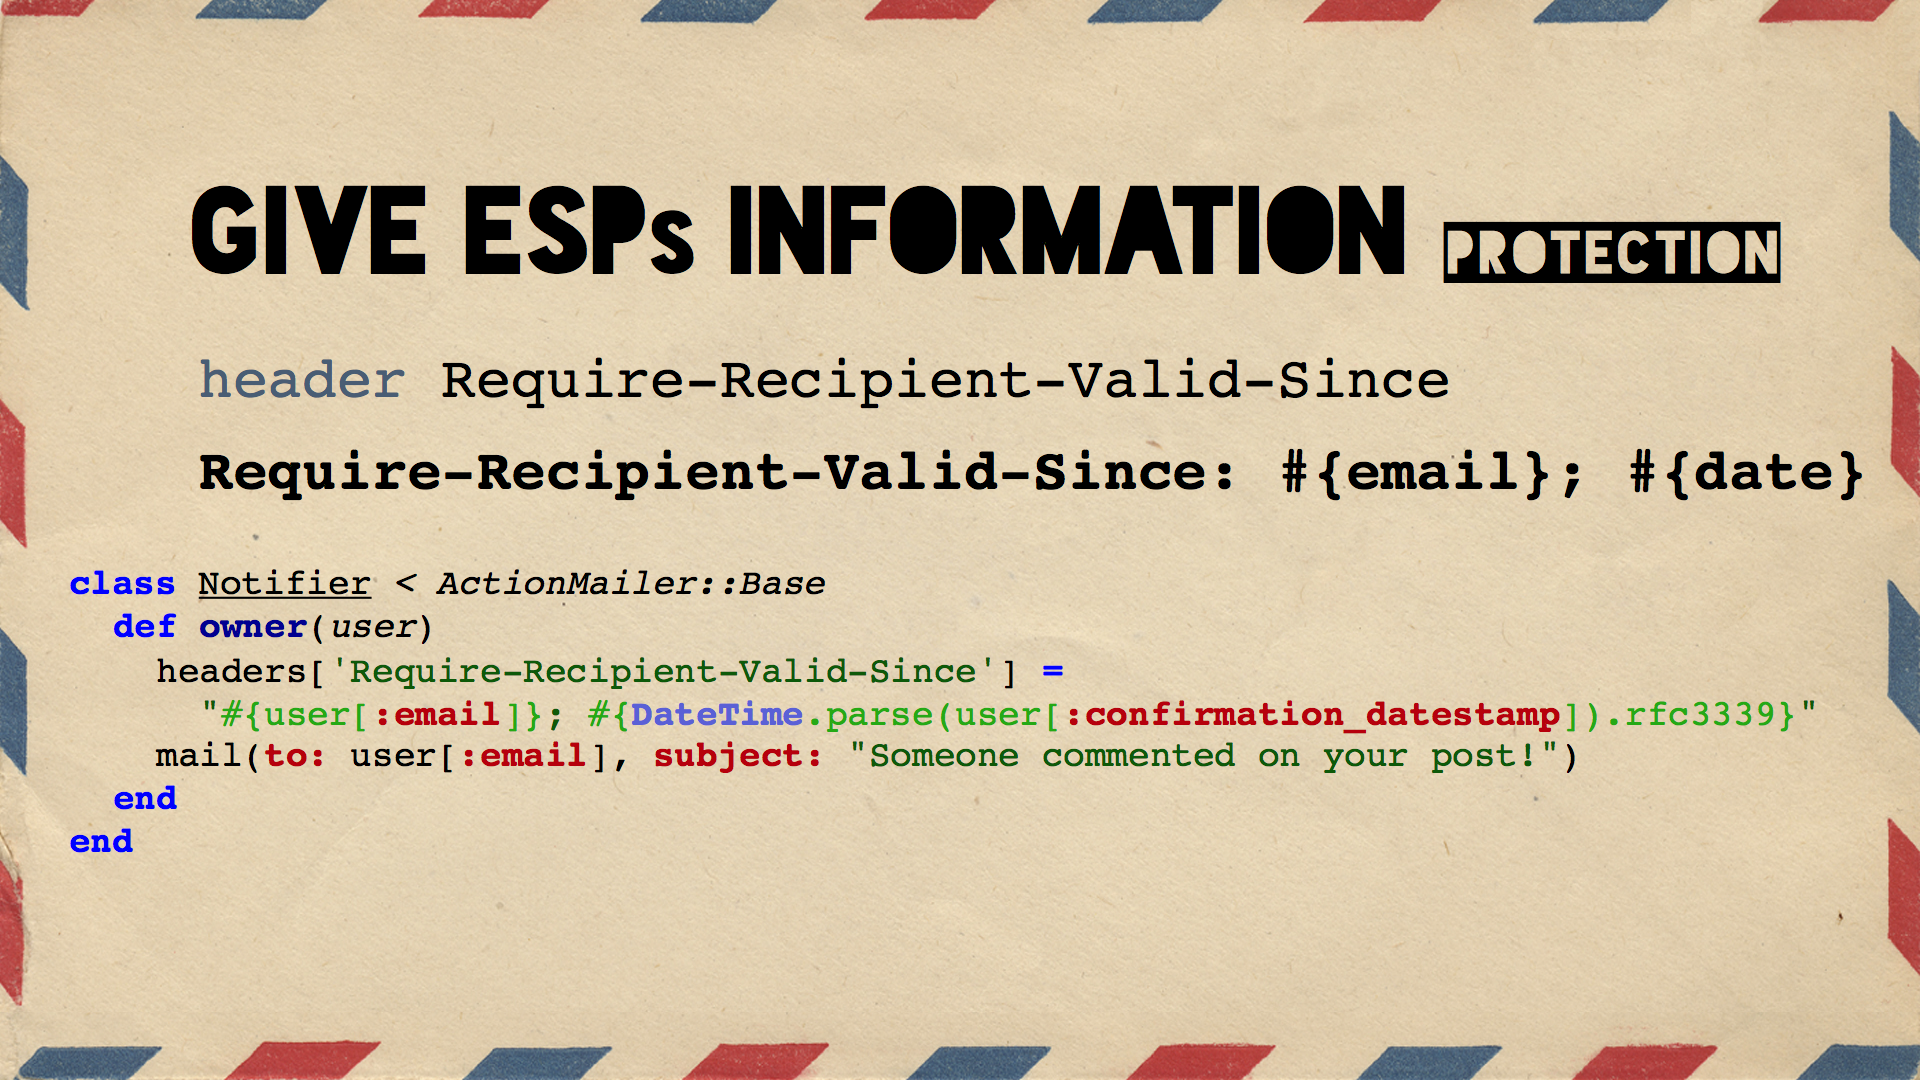 GIVE ESPs INFORMATION PROTECTION
header Require-Recipient-Valid-Since
Require-Recipient-Valid-Since: #{email}; #{date}
class Notifier < ActionMailer::Base
  def owner(user)
    headers['Require-Recipient-Valid-Since'] =
      "#{user[:email]}; #{DateTime.parse(user[:confirmation_datestamp]).rfc3339}"
    mail(to: user[:email], subject: "Someone commented on your post!")
  end
end